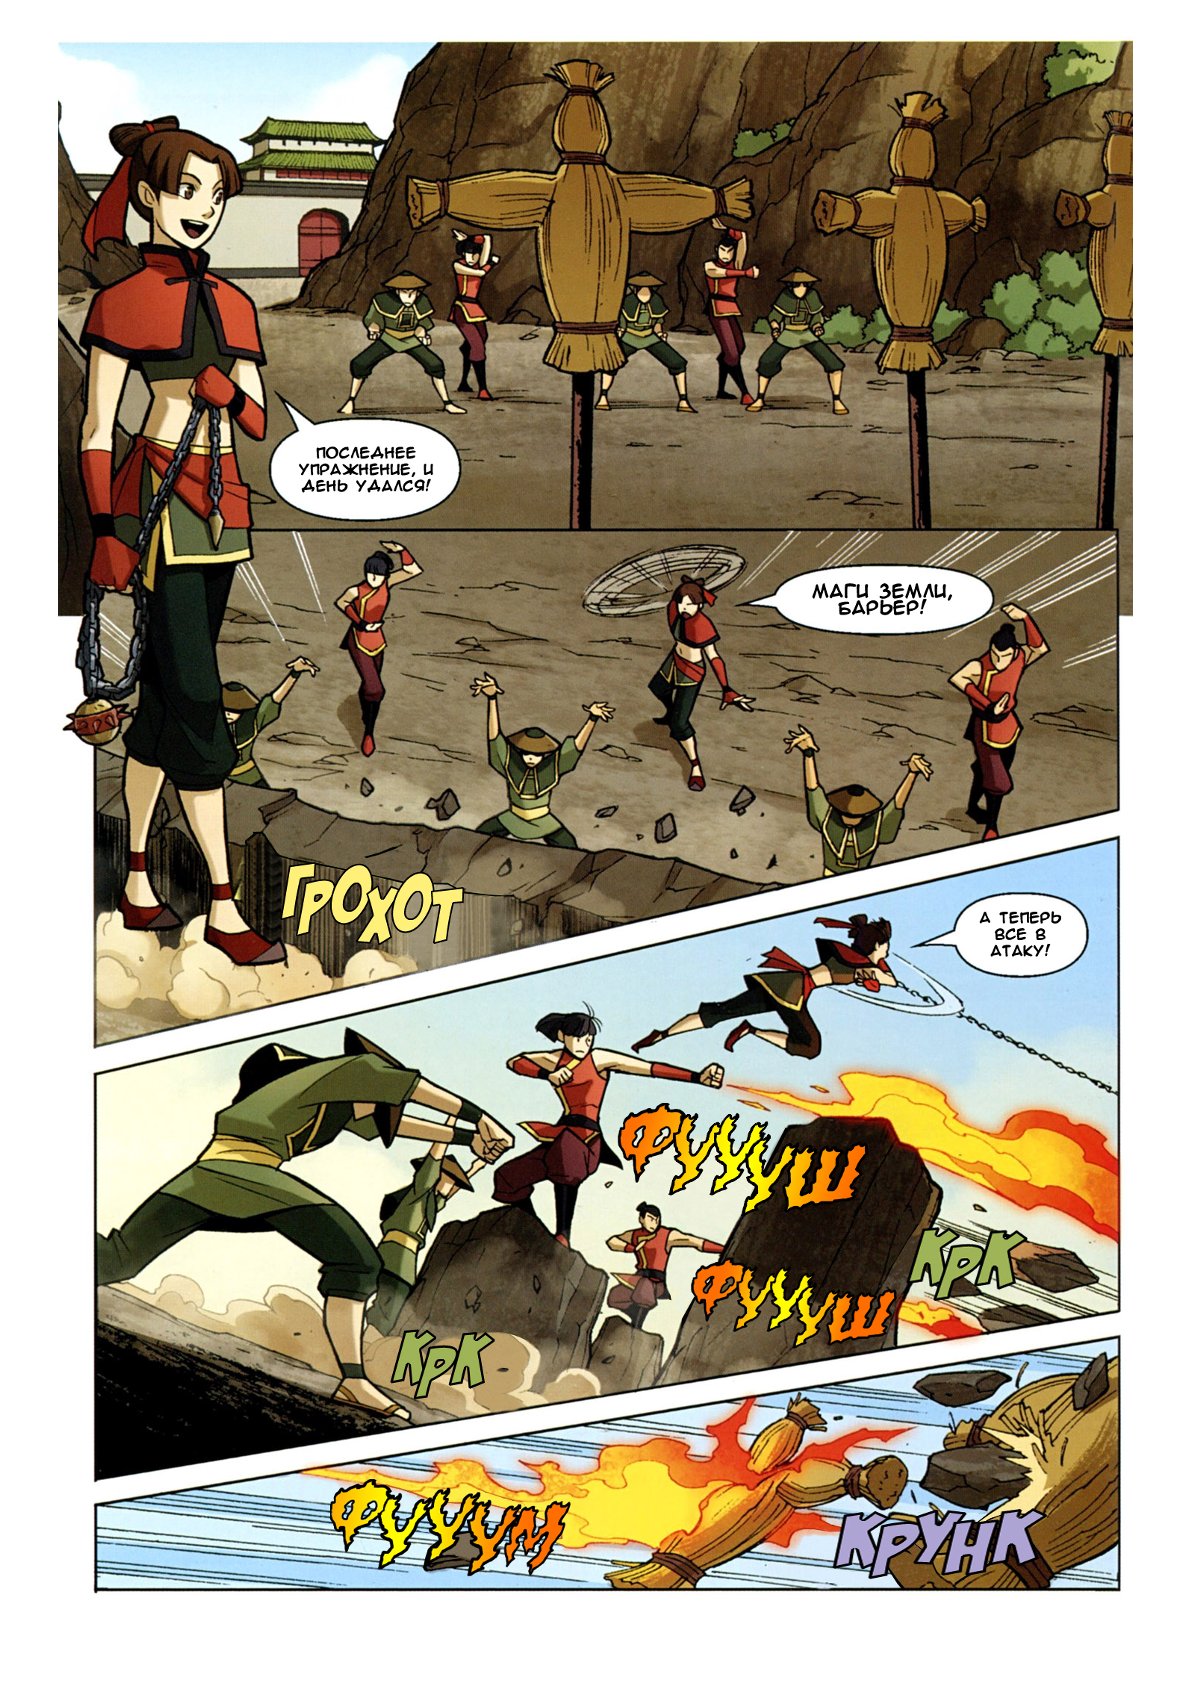 ПОСЛЕДНЕЕ
УПРАЖНЕНИЕ, И
ДЕНЬ УДАЛСЯ!
МАГИ ЗЕМЛИ,
БАРЬЕР!
ГРОХОТ
А ТЕПЕРЬ
ВСЕ В
АТАКУ!
ФУУУШ
КРК
ФУУУШ
КРК
ФУУУМ
КРУНК